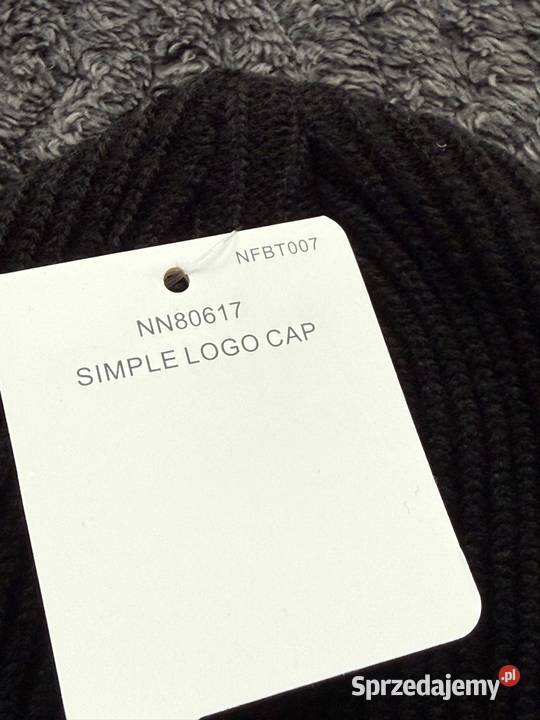 NFBT007
NN80617
SIMPLE LOGO CAP
Sprzedajemy.pl